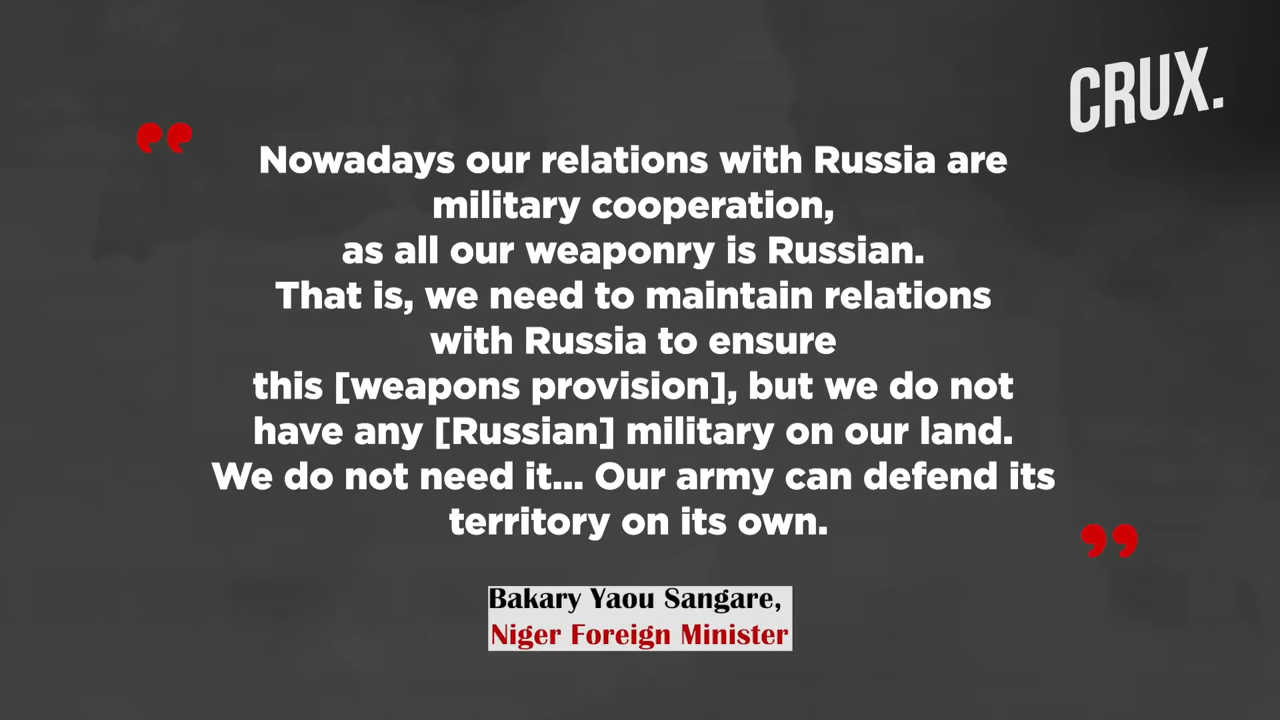 CRUX.
“
Nowadays our relations with Russia are
military cooperation,
as all our weaponry is Russian.
That is, we need to maintain relations
with Russia to ensure
this [weapons provision], but we do not
have any [Russian] military on our land.
We do not need it... Our army can defend its
territory on its own.
”
Bakary Yaou Sangare,
Niger Foreign Minister